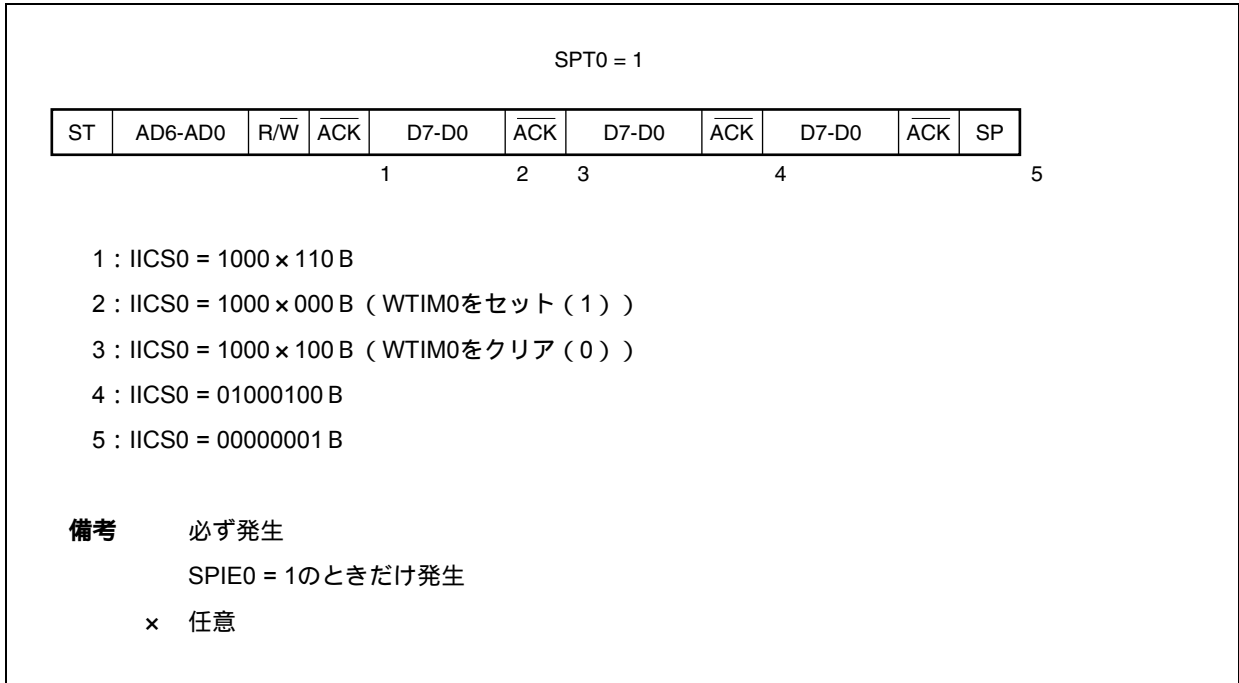 SPT0 = 1
ST AD6-AD0 R/W ACK D7-D0 ACK D7-D0 ACK D7-D0 ACK SP
1 2 3 4 5
1：IICS0 = 1000×110 B
2：IICS0 = 1000×000 B（WTIM0をセット（1））
3：IICS0 = 1000×100 B（WTIM0をクリア（0））
4：IICS0 = 01000100 B
5：IICS0 = 00000001 B
備考 必ず発生
SPIE0 = 1のときだけ発生
× 任意